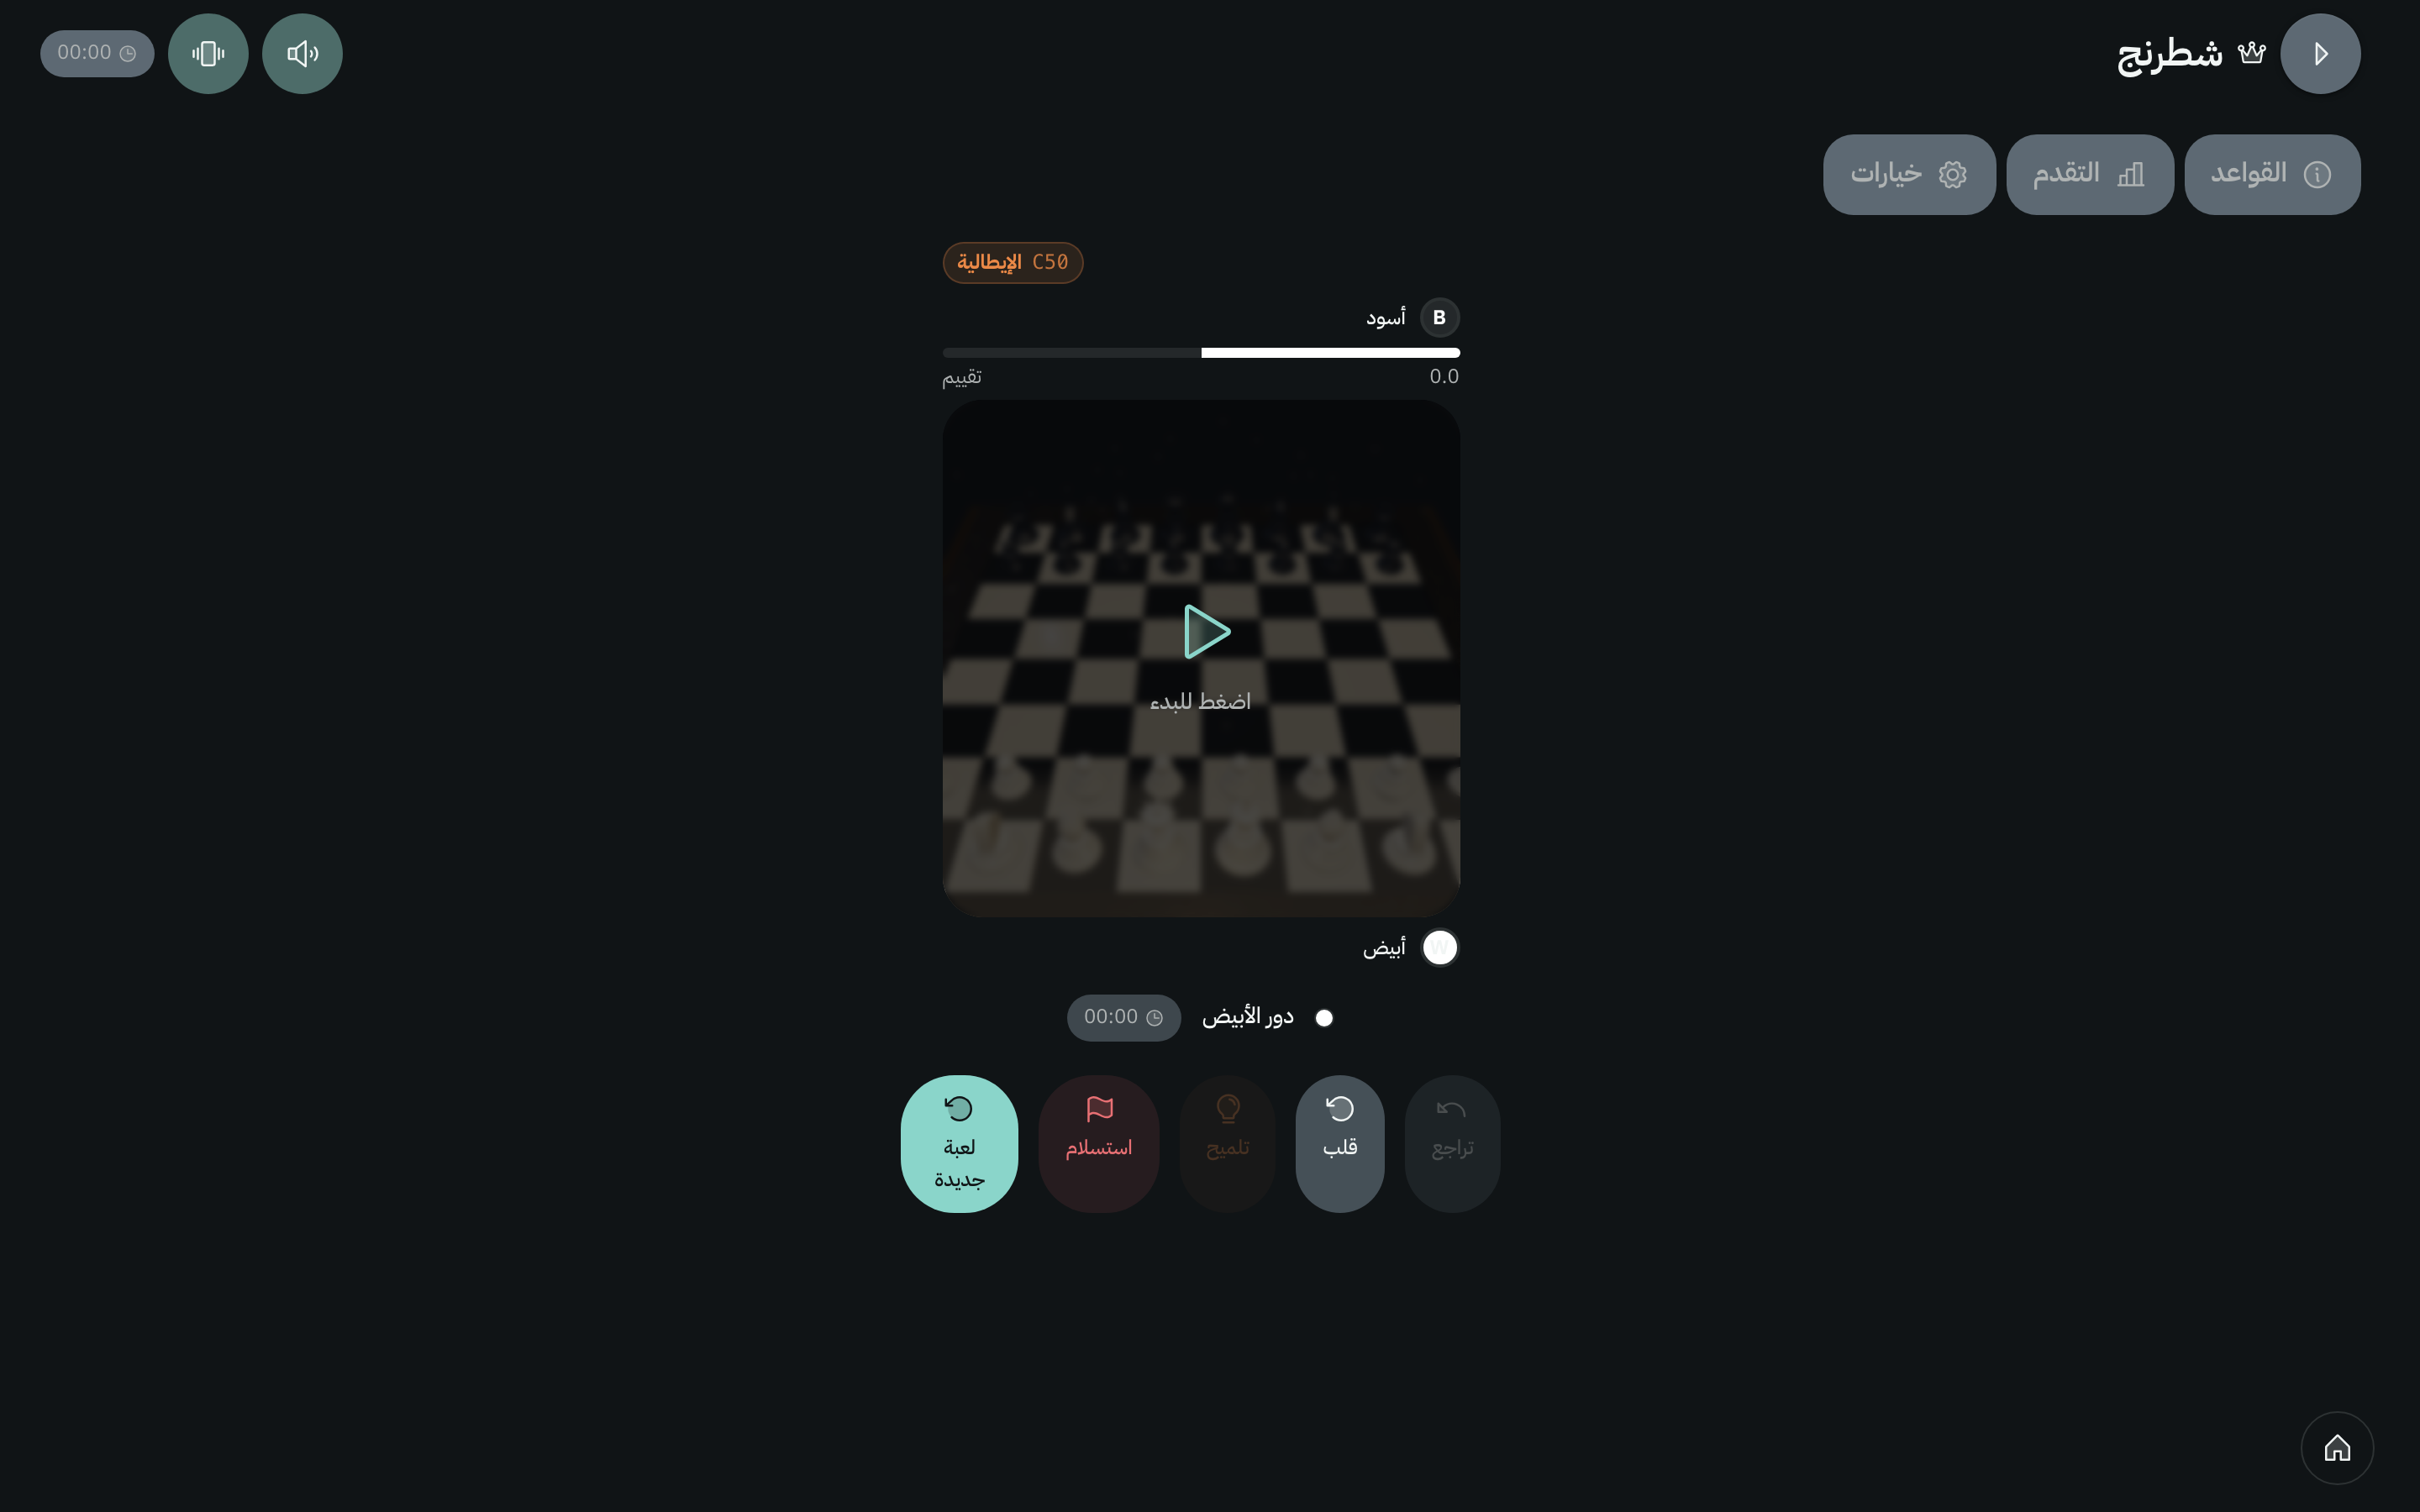 شطرنج
00:00
القواعد
التقدم
خيارات
C50 الإيطالية
B أسود
0.0 تقييم
اضغط للبدء
W أبيض
دور الأبيض 00:00
تراجع
قلب
تلميح
استسلام
لعبة
جديدة